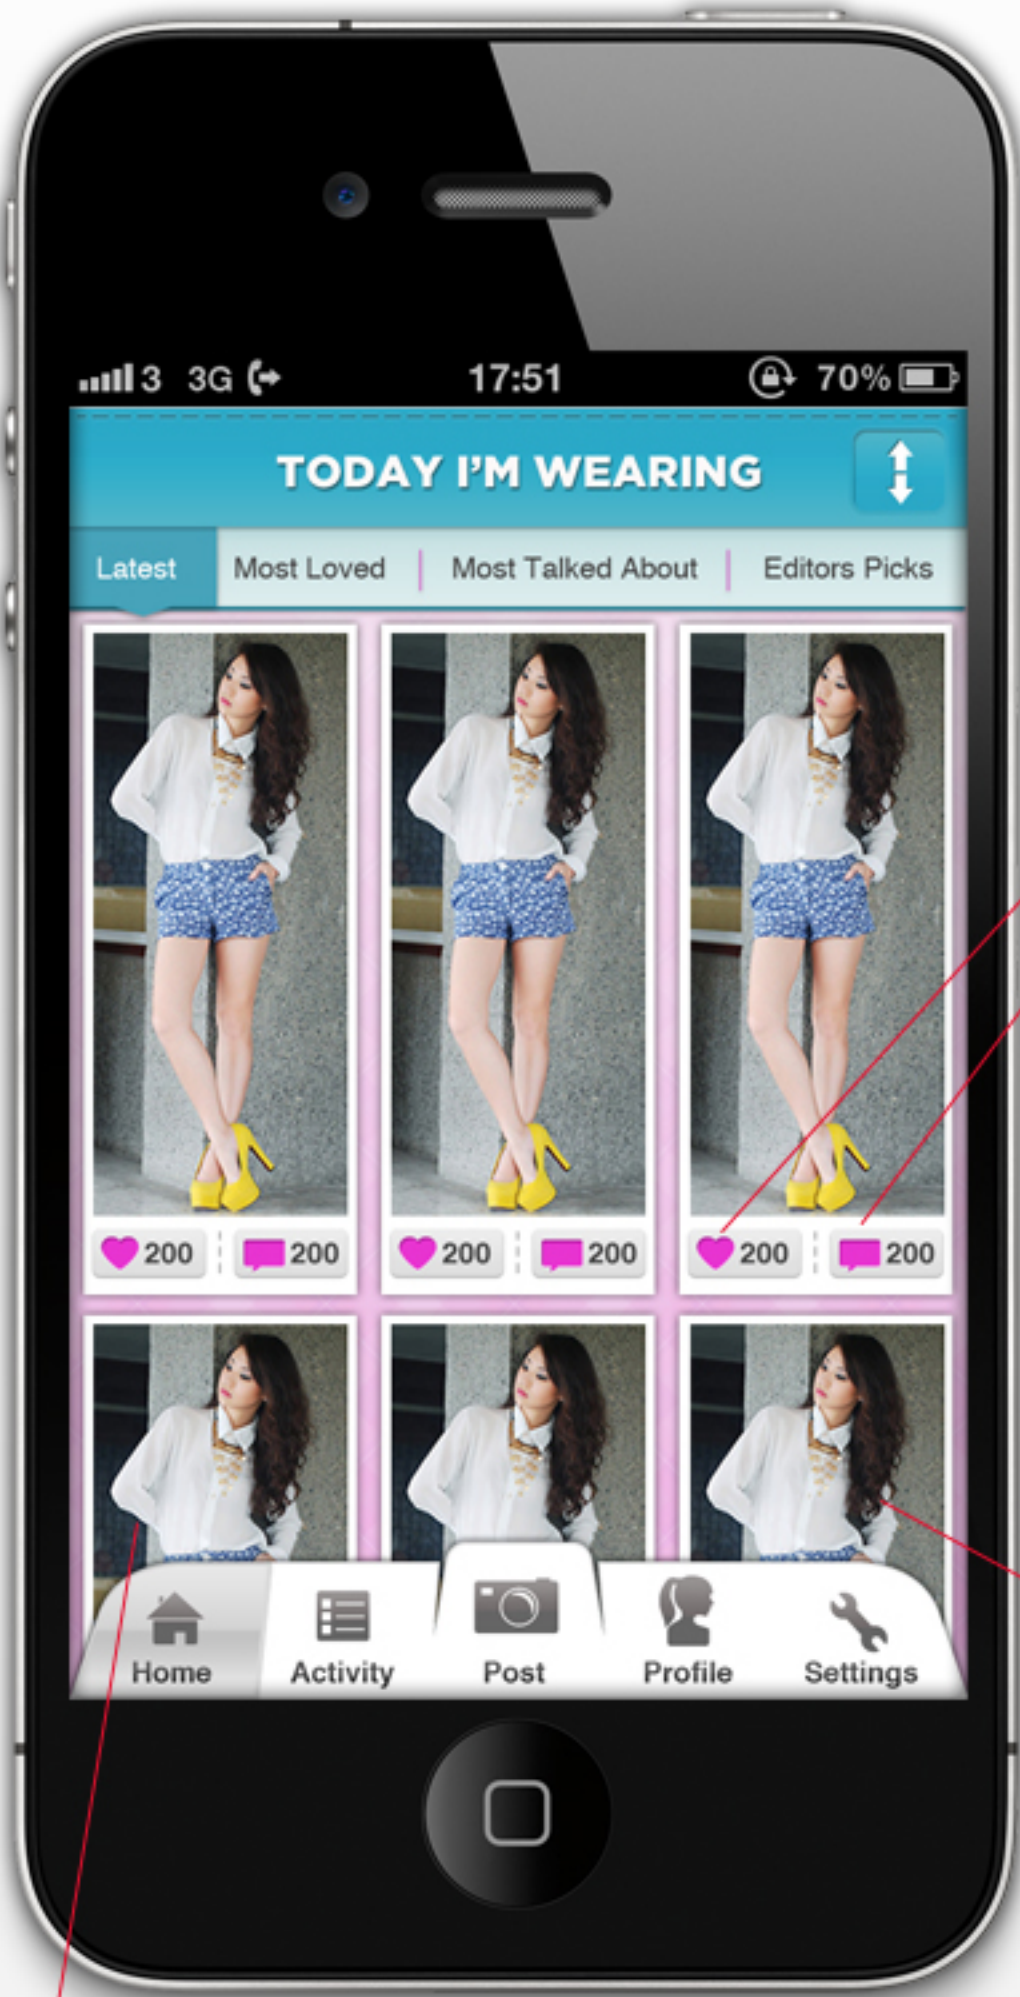 3 3G 17:51 70%
TODAY I'M WEARING
Latest Most Loved Most Talked About Editors Picks
200 200 200 200 200 200
Home Activity Post Profile Settings